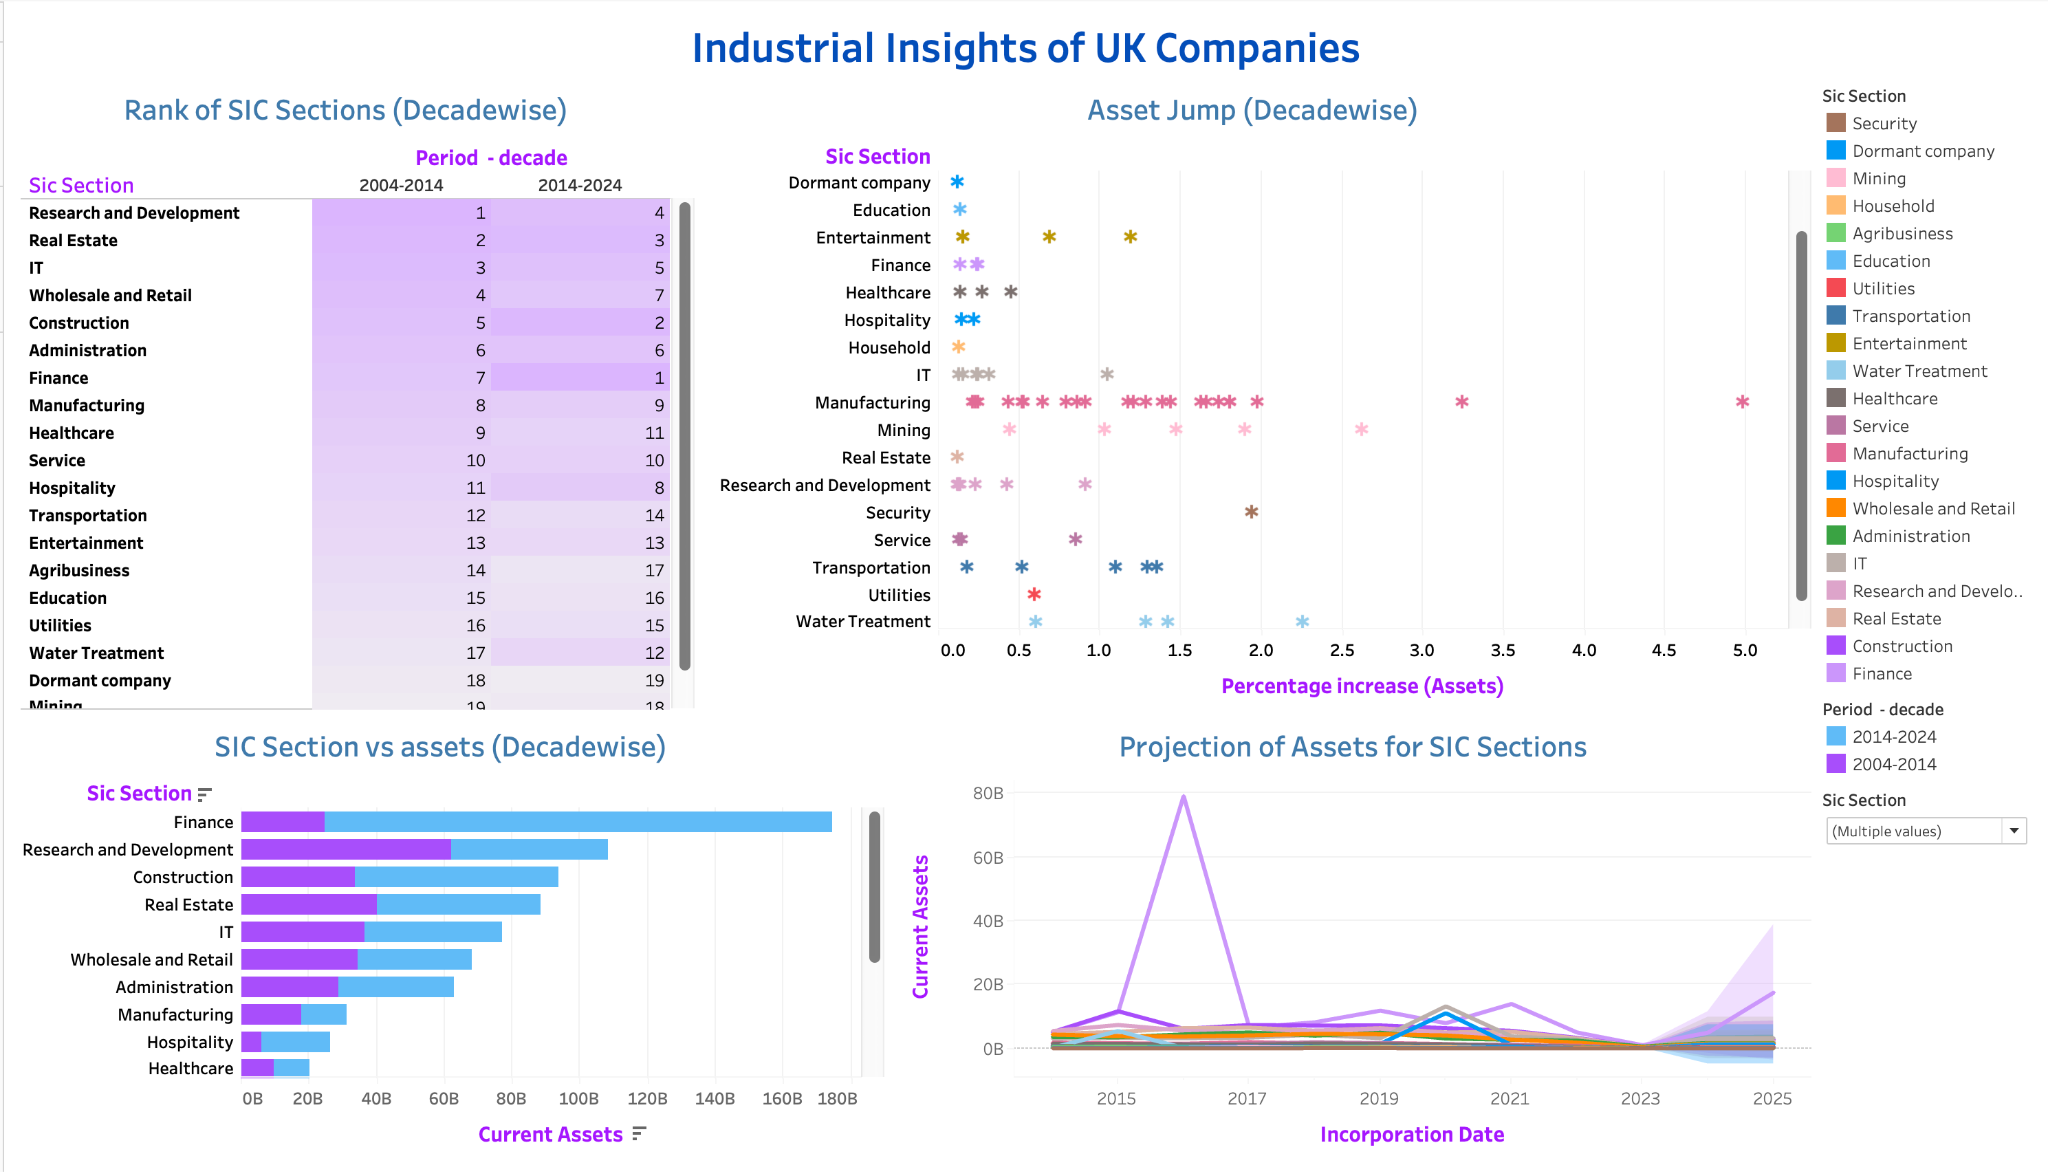 Industrial Insights of UK Companies
Rank of SIC Sections (Decadewise)
Period - decade
Sic Section 2004-2014 2014-2024
Research and Development 1 4
Real Estate 2 3
IT 3 5
Wholesale and Retail 4 7
Construction 5 2
Administration 6 6
Finance 7 1
Manufacturing 8 9
Healthcare 9 11
Service 10 10
Hospitality 11 8
Transportation 12 14
Entertainment 13 13
Agribusiness 14 17
Education 15 16
Utilities 16 15
Water Treatment 17 12
Dormant company 18 19
Mining 19 18
Asset Jump (Decadewise)
Sic Section
Dormant company
Education
Entertainment
Finance
Healthcare
Hospitality
Household
IT
Manufacturing
Mining
Real Estate
Research and Development
Security
Service
Transportation
Utilities
Water Treatment
0.0 0.5 1.0 1.5 2.0 2.5 3.0 3.5 4.0 4.5 5.0
Percentage increase (Assets)
Sic Section
Security
Dormant company
Mining
Household
Agribusiness
Education
Utilities
Transportation
Entertainment
Water Treatment
Healthcare
Service
Manufacturing
Hospitality
Wholesale and Retail
Administration
IT
Research and Develo..
Real Estate
Construction
Finance
Period - decade
2014-2024
2004-2014
Sic Section
(Multiple values)
SIC Section vs assets (Decadewise)
Sic Section
Finance
Research and Development
Construction
Real Estate
IT
Wholesale and Retail
Administration
Manufacturing
Hospitality
Healthcare
0B 20B 40B 60B 80B 100B 120B 140B 160B 180B
Current Assets
Projection of Assets for SIC Sections
Current Assets
80B
60B
40B
20B
0B
2015 2017 2019 2021 2023 2025
Incorporation Date